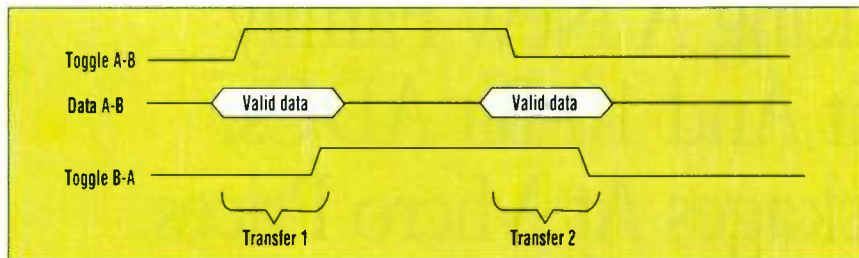 Toggle A-B
Data A-B
Valid data
Valid data
Toggle B-A
Transfer 1
Transfer 2